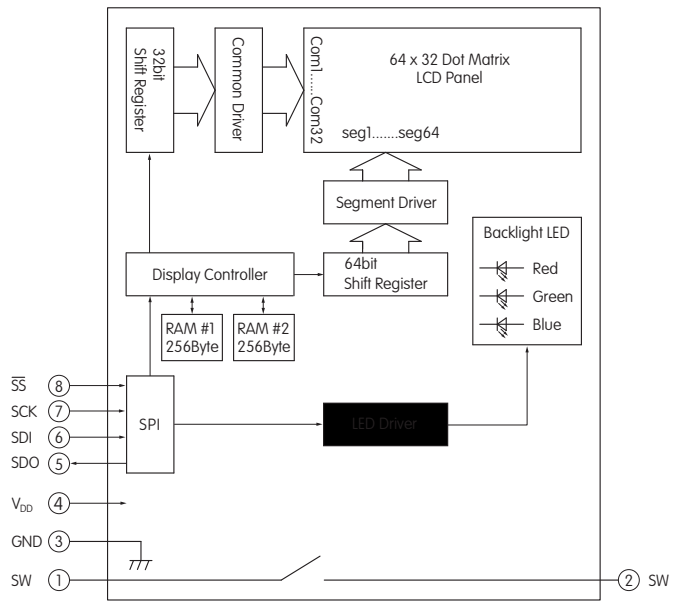 32bit
Shift Register
Common Driver
Com1......Com32
64 x 32 Dot Matrix
LCD Panel
seg1.......seg64
Segment Driver
Backlight LED
Red
Green
Blue
Display Controller
64bit
Shift Register
RAM #1
256Byte
RAM #2
256Byte
SS 8
SCK 7
SDI 6
SDO 5
SPI
LED Driver
VDD 4
GND 3
SW 1
2 SW